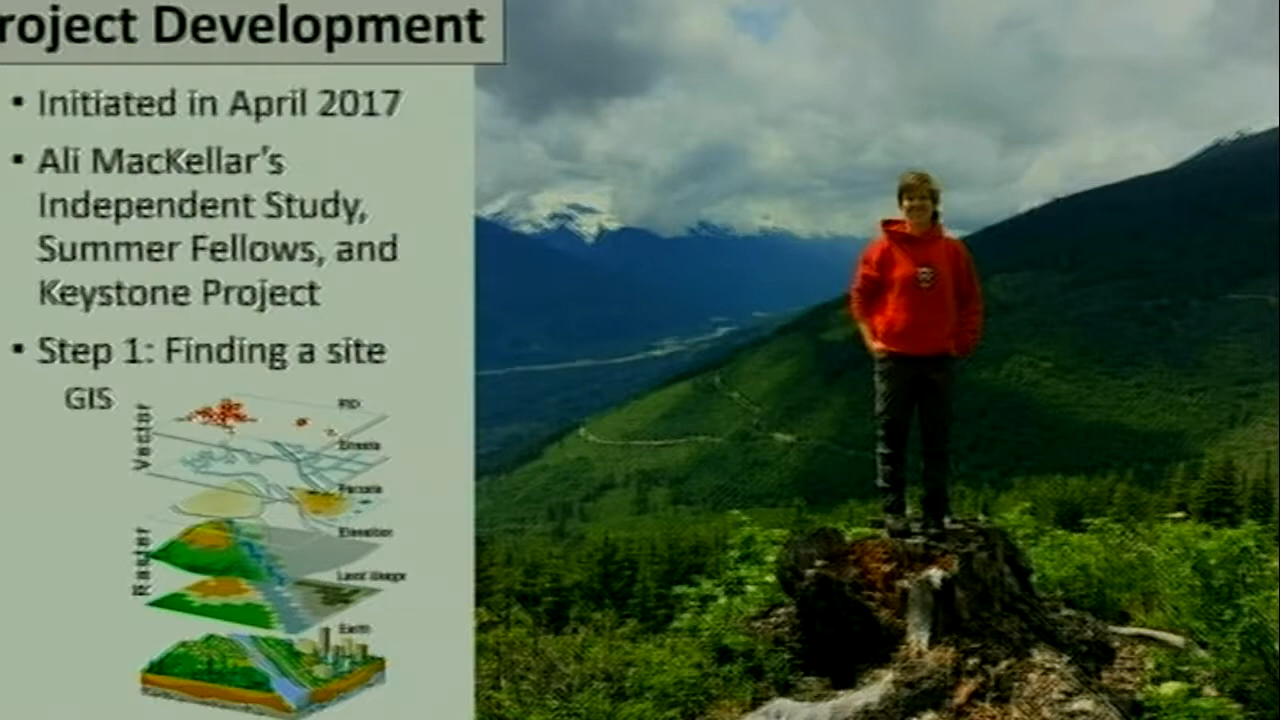 roject Development
▪ Initiated in April 2017
▪ Ali MacKellar's
Independent Study,
Summer Fellows, and
Keystone Project
▪ Step 1: Finding a site
GIS
Vector
Streets
Parcels
Raster
Elevation
Land Usage
Earth